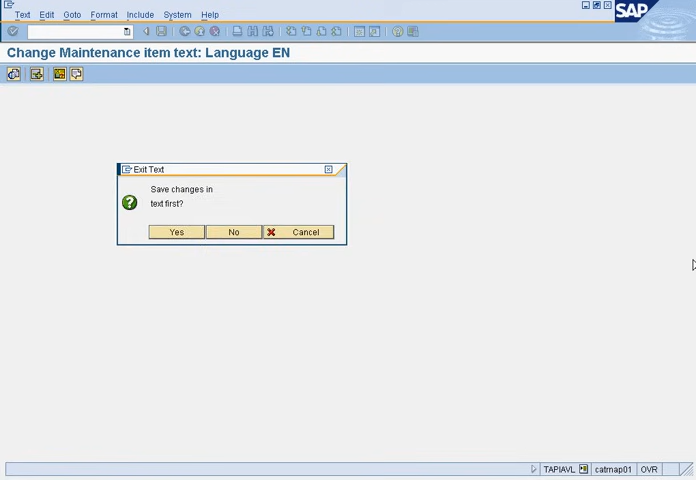 SAP
Text Edit Goto Format Include System Help
Change Maintenance item text: Language EN
Exit Text
Save changes in
text first?
Yes No Cancel
TAPIAVL catmap01 OVR